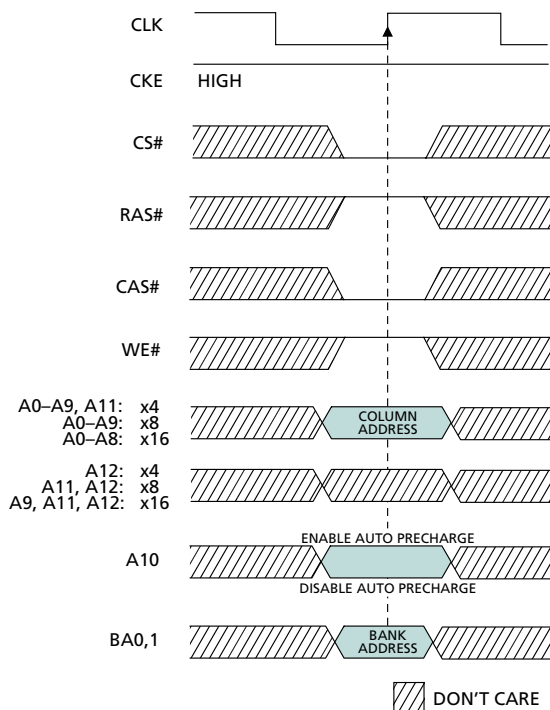 CLK
CKE HIGH
CS#
RAS#
CAS#
WE#
A0–A9, A11: x4
A0–A9: x8
A0–A8: x16
COLUMN
ADDRESS
A12: x4
A11, A12: x8
A9, A11, A12: x16
ENABLE AUTO PRECHARGE
A10
DISABLE AUTO PRECHARGE
BA0,1
BANK
ADDRESS
DON'T CARE